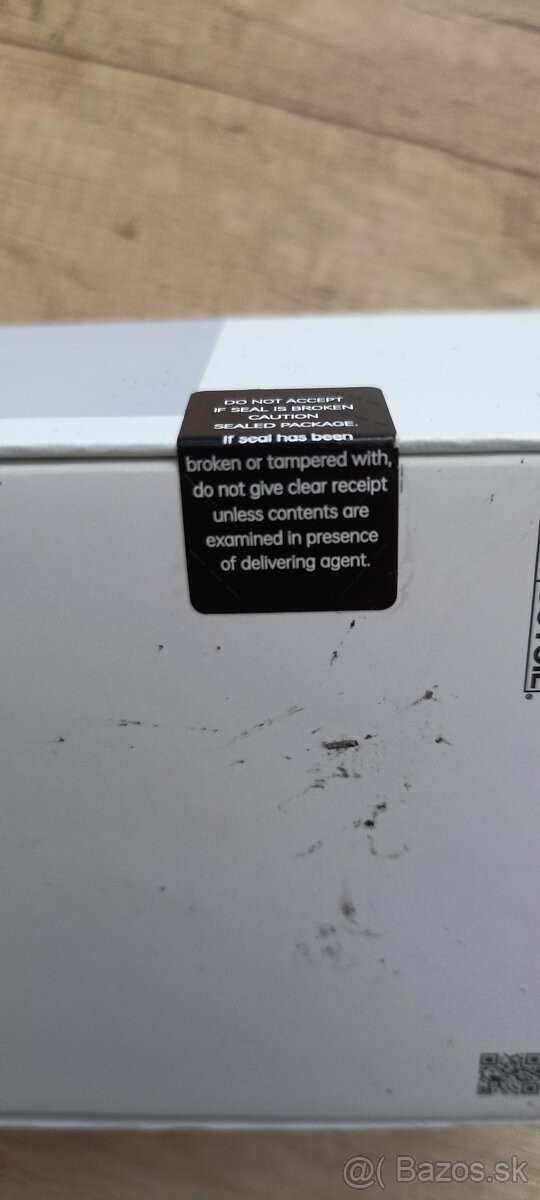 DO NOT ACCEPT
IF SEAL IS BROKEN
CAUTION
SEALED PACKAGE.
If seal has been
broken or tampered with,
do not give clear receipt
unless contents are
examined in presence
of delivering agent.
@( Bazos.sk